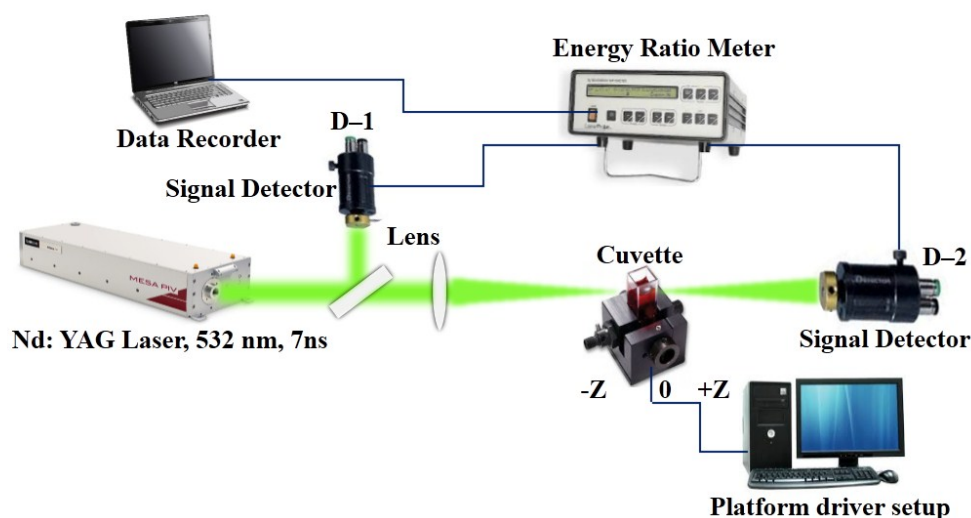 Energy Ratio Meter
Data Recorder
D–1
Signal Detector
Lens
Cuvette
D–2
MESA PIV
Nd: YAG Laser, 532 nm, 7ns
Signal Detector
-Z 0 +Z
Platform driver setup